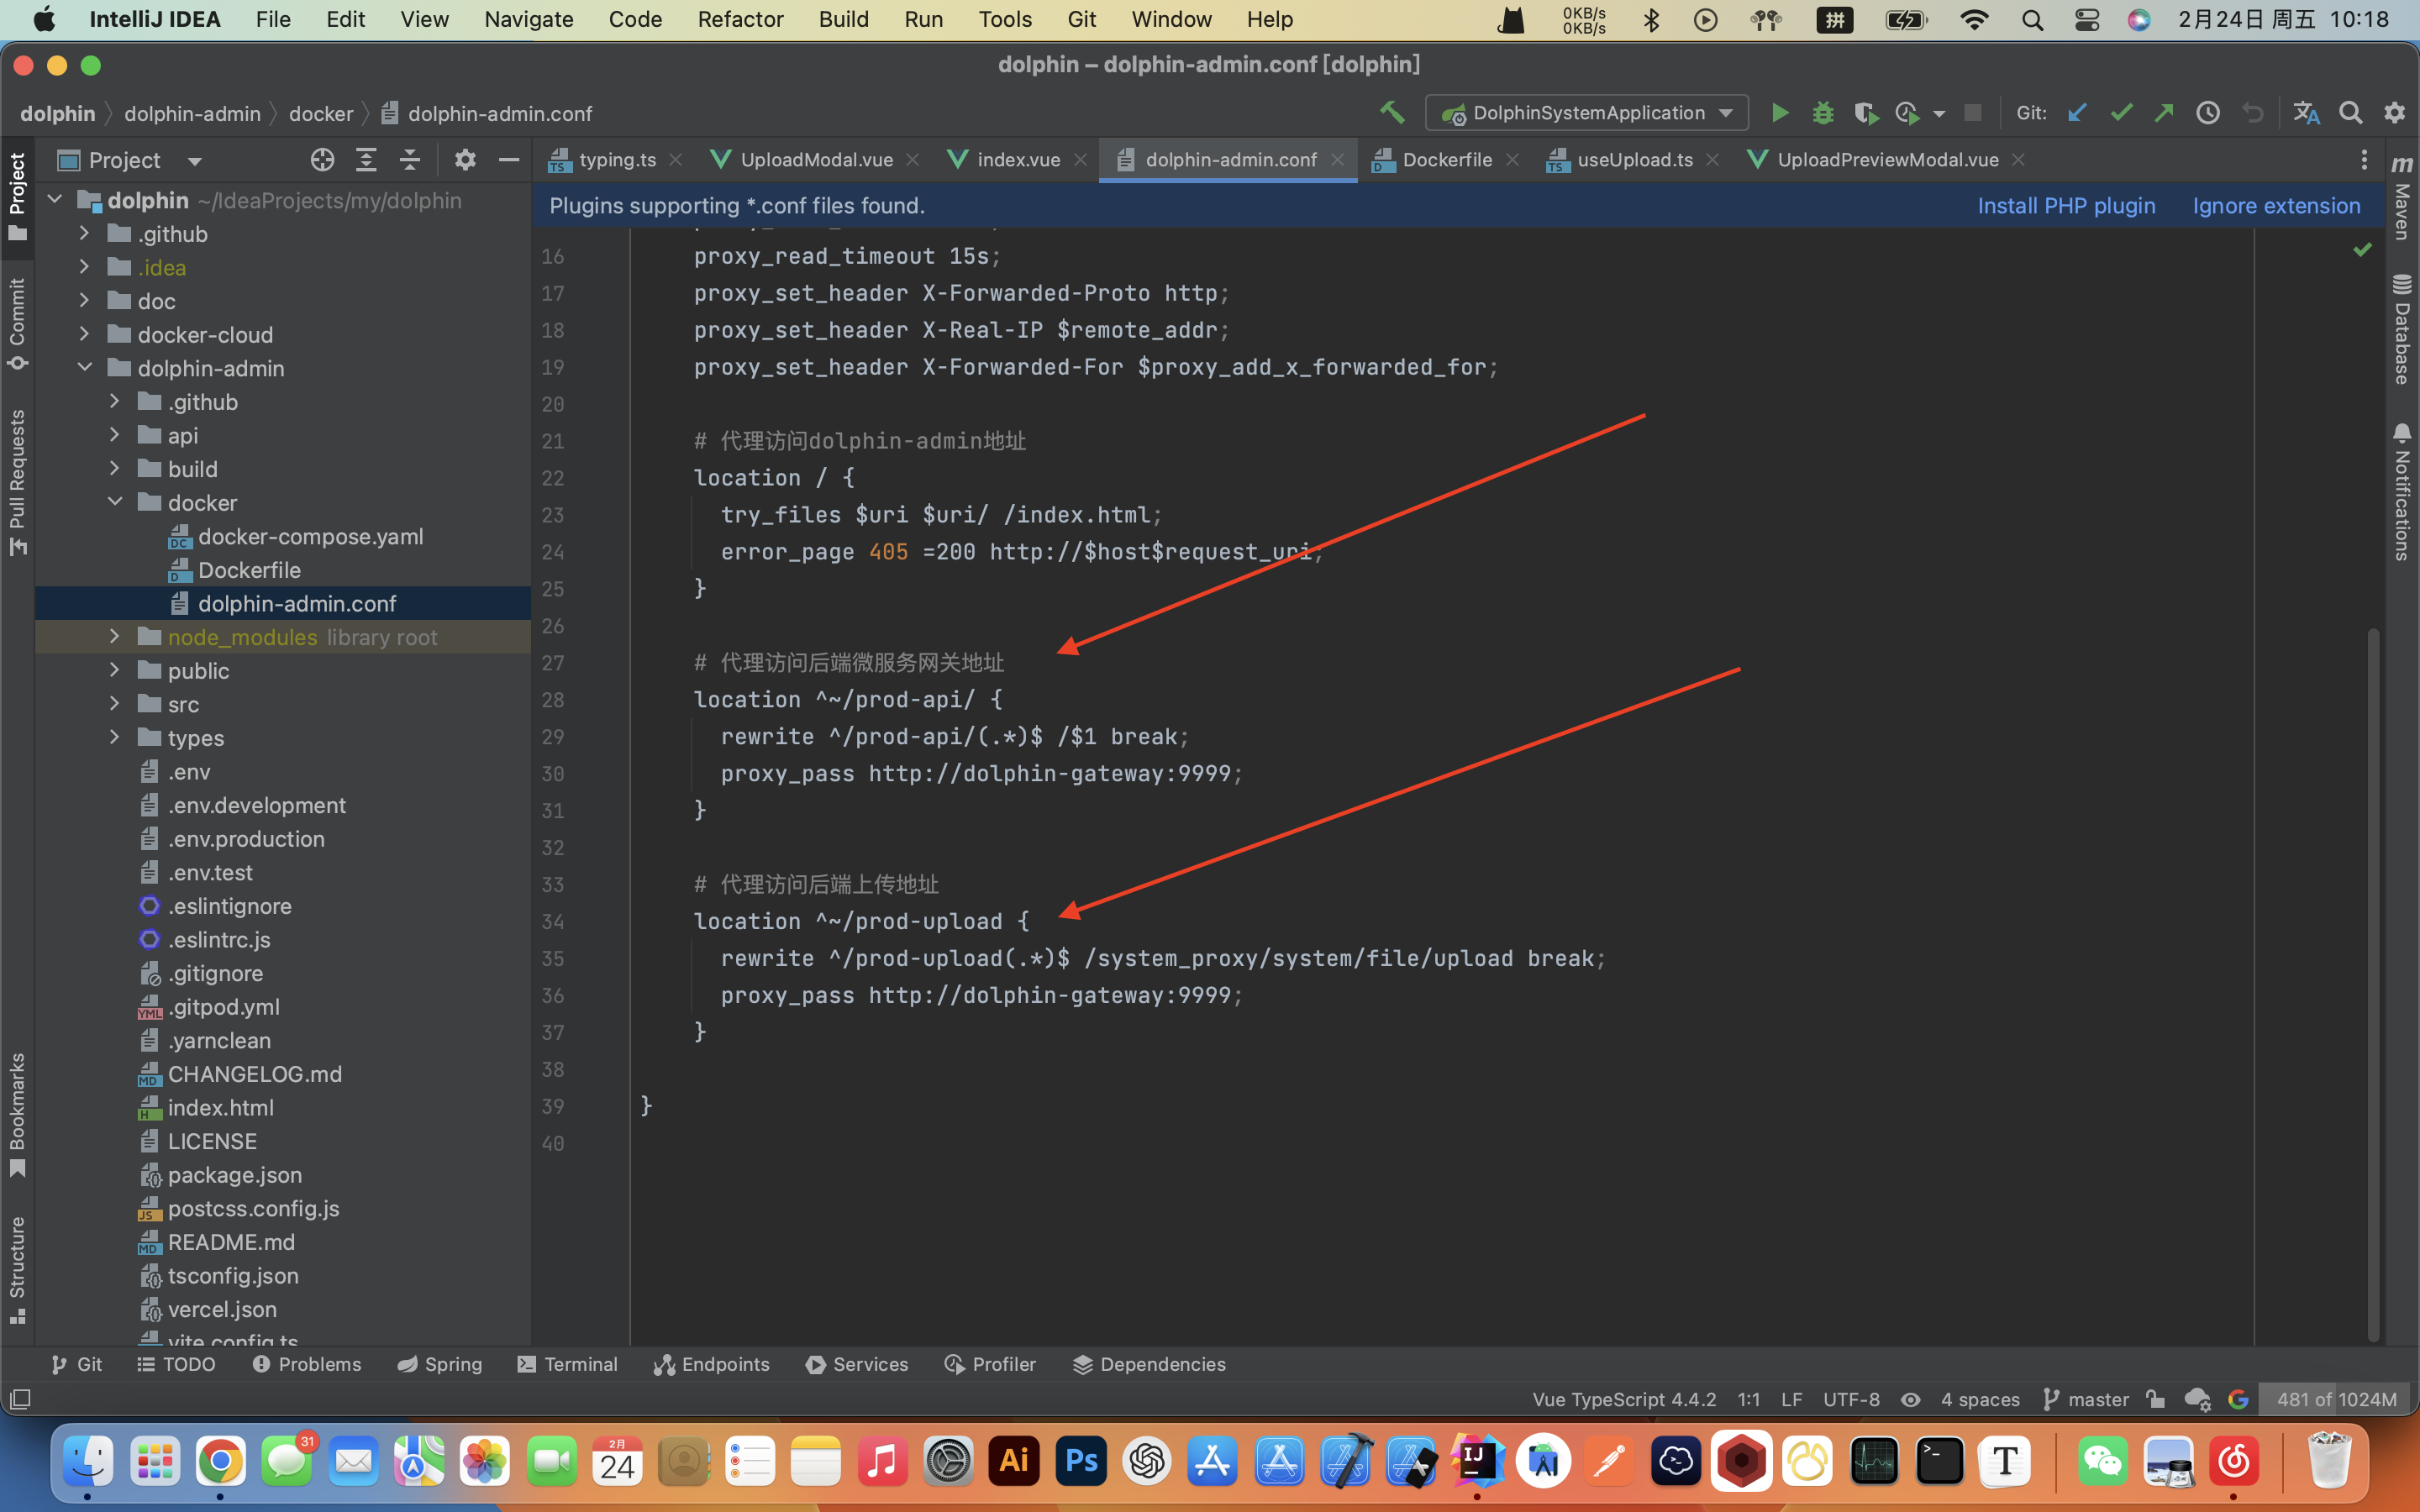 IntelliJ IDEA File Edit View Navigate Code Refactor Build Run Tools Git Window Help 0KB/s 0KB/s 拼 2月24日 周五 10:18
dolphin – dolphin-admin.conf [dolphin]
dolphin dolphin-admin docker dolphin-admin.conf DolphinSystemApplication Git:
Project typing.ts UploadModal.vue index.vue dolphin-admin.conf Dockerfile useUpload.ts UploadPreviewModal.vue
Plugins supporting *.conf files found. Install PHP plugin Ignore extension
Project
Commit
Pull Requests
Bookmarks
Structure
dolphin ~/IdeaProjects/my/dolphin
.github
.idea
doc
docker-cloud
dolphin-admin
.github
api
build
docker
docker-compose.yaml
Dockerfile
dolphin-admin.conf
node_modules library root
public
src
types
.env
.env.development
.env.production
.env.test
.eslintignore
.eslintrc.js
.gitignore
.gitpod.yml
.yarnclean
CHANGELOG.md
index.html
LICENSE
package.json
postcss.config.js
README.md
tsconfig.json
vercel.json
vite.config.ts
16 proxy_read_timeout 15s;
17 proxy_set_header X-Forwarded-Proto http;
18 proxy_set_header X-Real-IP $remote_addr;
19 proxy_set_header X-Forwarded-For $proxy_add_x_forwarded_for;
20
21 # 代理访问dolphin-admin地址
22 location / {
23 try_files $uri $uri/ /index.html;
24 error_page 405 =200 http://$host$request_uri;
25 }
26
27 # 代理访问后端微服务网关地址
28 location ^~/prod-api/ {
29 rewrite ^/prod-api/(.*)$ /$1 break;
30 proxy_pass http://dolphin-gateway:9999;
31 }
32
33 # 代理访问后端上传地址
34 location ^~/prod-upload {
35 rewrite ^/prod-upload(.*)$ /system_proxy/system/file/upload break;
36 proxy_pass http://dolphin-gateway:9999;
37 }
38
39 }
40
m Maven
Database
Notifications
Git TODO Problems Spring Terminal Endpoints Services Profiler Dependencies
Vue TypeScript 4.4.2 1:1 LF UTF-8 4 spaces master 481 of 1024M
31 2月 24 Ai Ps IJ T